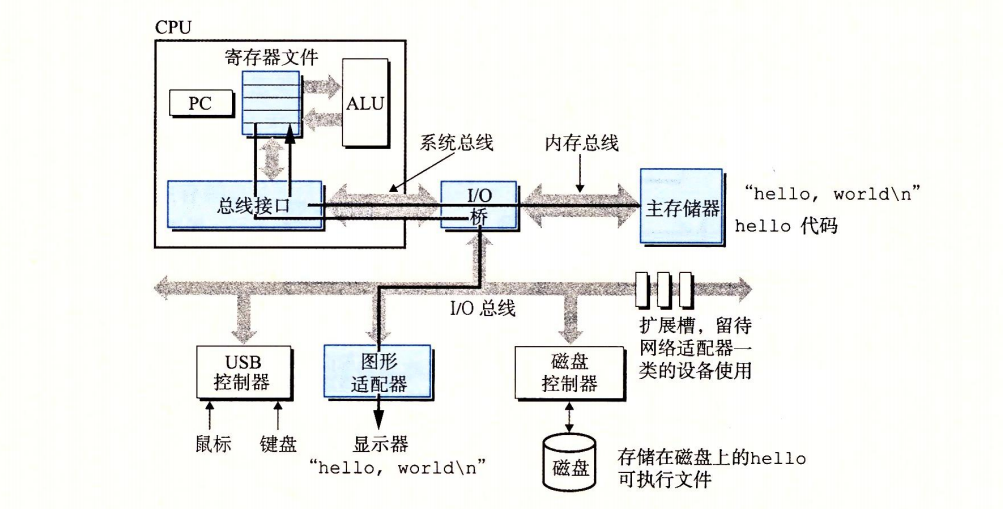 CPU
寄存器文件
PC
ALU
系统总线
内存总线
总线接口
I/O
桥
主存储器
“hello, world\n”
hello 代码
I/O 总线
扩展槽，留待
网络适配器一
类的设备使用
USB
控制器
图形
适配器
磁盘
控制器
鼠标
键盘
显示器
“hello, world\n”
磁盘
存储在磁盘上的hello
可执行文件